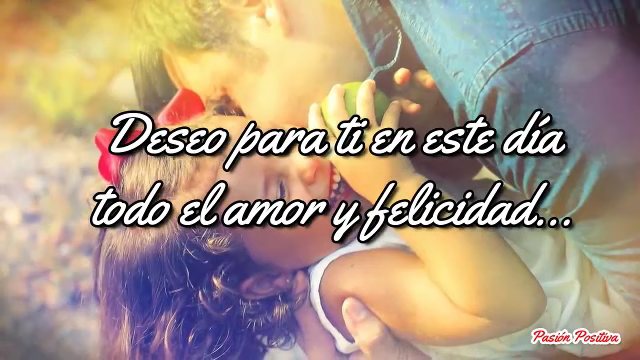 Deseo para ti en este día
todo el amor y felicidad...
Pasión Positiva